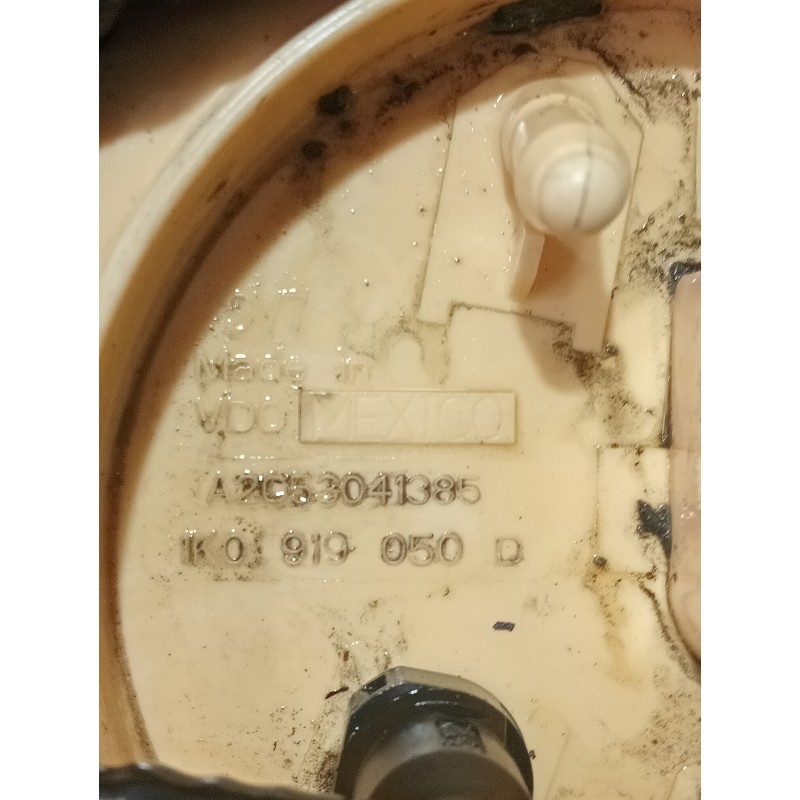 Made in
VDO MEXICO
A2C53041385
1K0 919 050 D